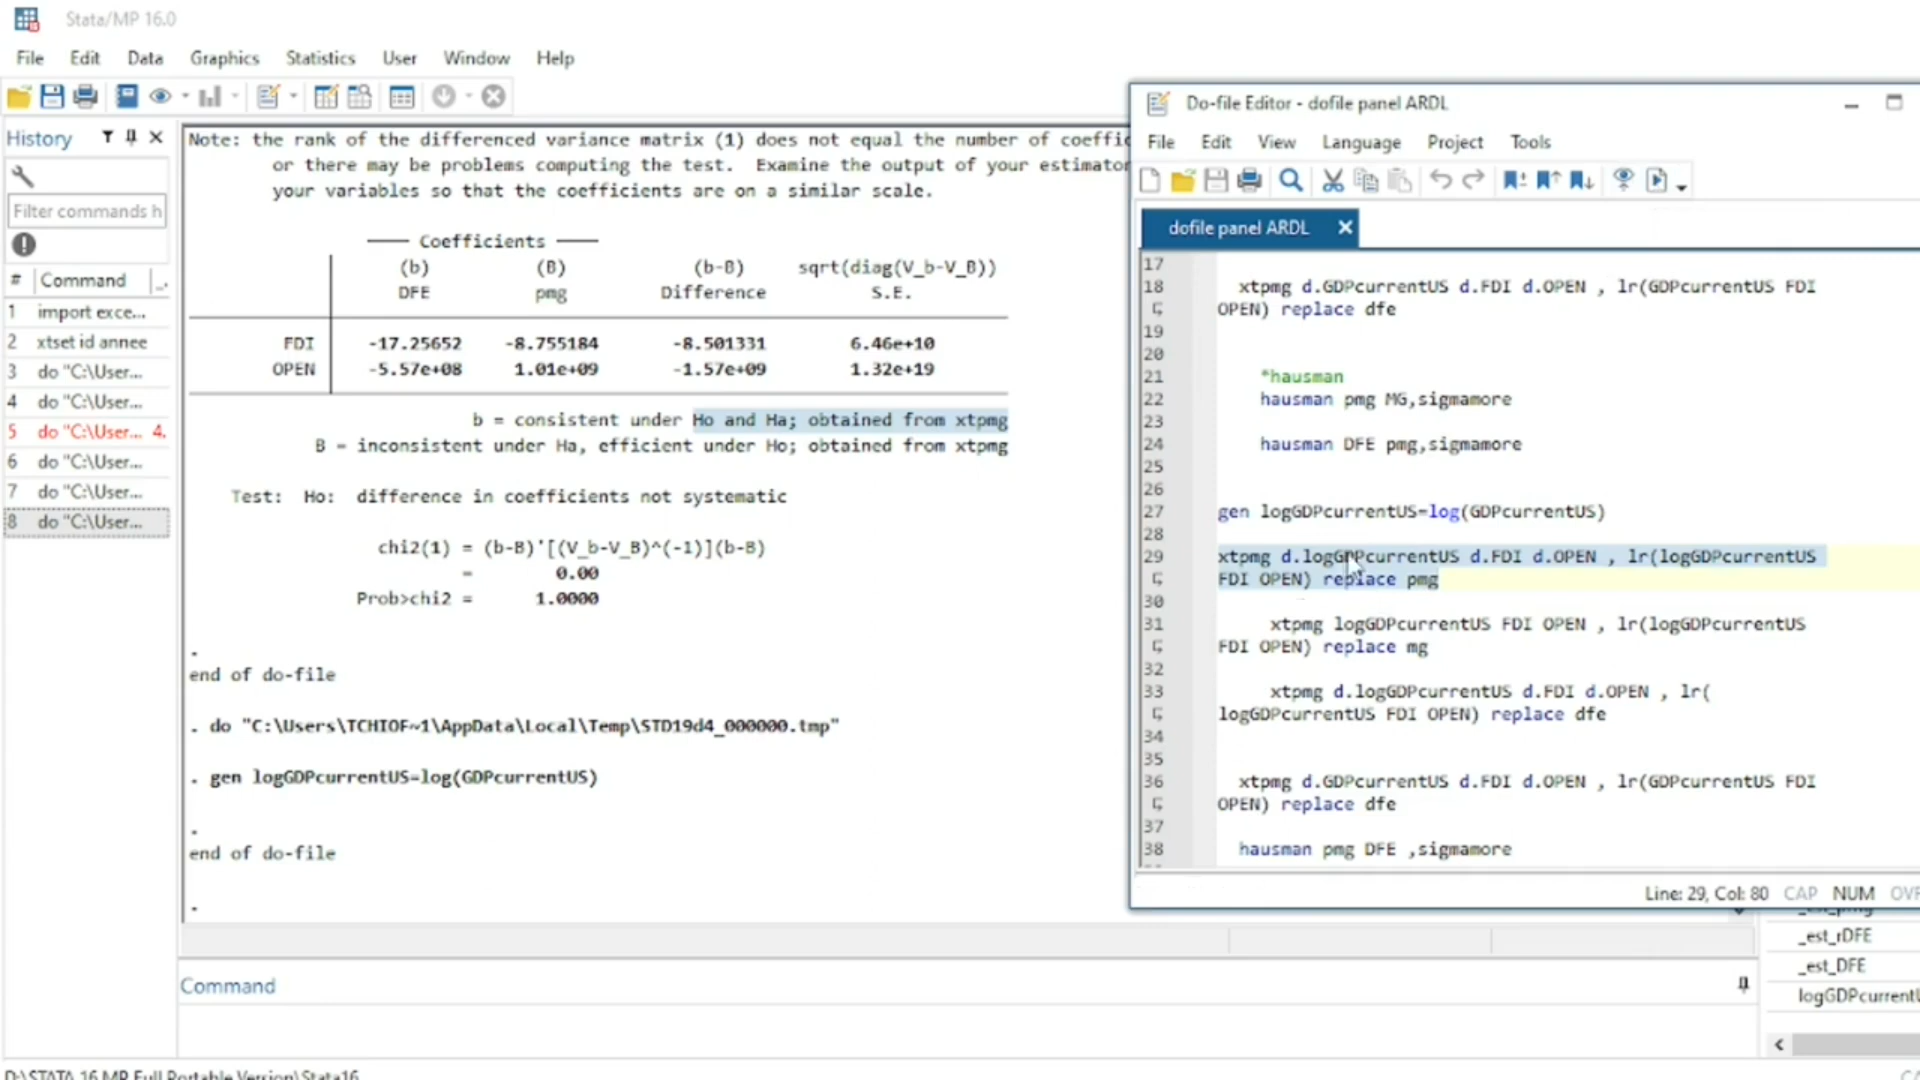 Stata/MP 16.0
File Edit Data Graphics Statistics User Window Help
History
Filter commands h
# Command
1 import exce...
2 xtset id annee
3 do "C:\User...
4 do "C:\User...
5 do "C:\User... 4.
6 do "C:\User...
7 do "C:\User...
8 do "C:\User...
Note: the rank of the differenced variance matrix (1) does not equal the number of coeffic
or there may be problems computing the test. Examine the output of your estimator
your variables so that the coefficients are on a similar scale.
Coefficients
(b) (B) (b-B) sqrt(diag(V_b-V_B))
DFE pmg Difference S.E.
FDI -17.25652 -8.755184 -8.501331 6.46e+10
OPEN -5.57e+08 1.01e+09 -1.57e+09 1.32e+19
b = consistent under Ho and Ha; obtained from xtpmg
B = inconsistent under Ha, efficient under Ho; obtained from xtpmg
Test: Ho: difference in coefficients not systematic
chi2(1) = (b-B)'[(V_b-V_B)^(-1)](b-B)
= 0.00
Prob>chi2 = 1.0000
.
end of do-file
. do "C:\Users\TCHIOF~1\AppData\Local\Temp\STD19d4_000000.tmp"
. gen logGDPcurrentUS=log(GDPcurrentUS)
.
end of do-file
.
Command
D:\STATA 16 MP Full Portable Version\Stata16
Do-file Editor - dofile panel ARDL
File Edit View Language Project Tools
dofile panel ARDL
17
18 xtpmg d.GDPcurrentUS d.FDI d.OPEN , lr(GDPcurrentUS FDI
OPEN) replace dfe
19
20
21 *hausman
22 hausman pmg MG,sigmamore
23
24 hausman DFE pmg,sigmamore
25
26
27 gen logGDPcurrentUS=log(GDPcurrentUS)
28
29 xtpmg d.logGDPcurrentUS d.FDI d.OPEN , lr(logGDPcurrentUS
FDI OPEN) replace pmg
30
31 xtpmg logGDPcurrentUS FDI OPEN , lr(logGDPcurrentUS
FDI OPEN) replace mg
32
33 xtpmg d.logGDPcurrentUS d.FDI d.OPEN , lr(
logGDPcurrentUS FDI OPEN) replace dfe
34
35
36 xtpmg d.GDPcurrentUS d.FDI d.OPEN , lr(GDPcurrentUS FDI
OPEN) replace dfe
37
38 hausman pmg DFE ,sigmamore
Line: 29, Col: 80 CAP NUM OVR
_est_pmg
_est_rDFE
_est_DFE
logGDPcurrentU